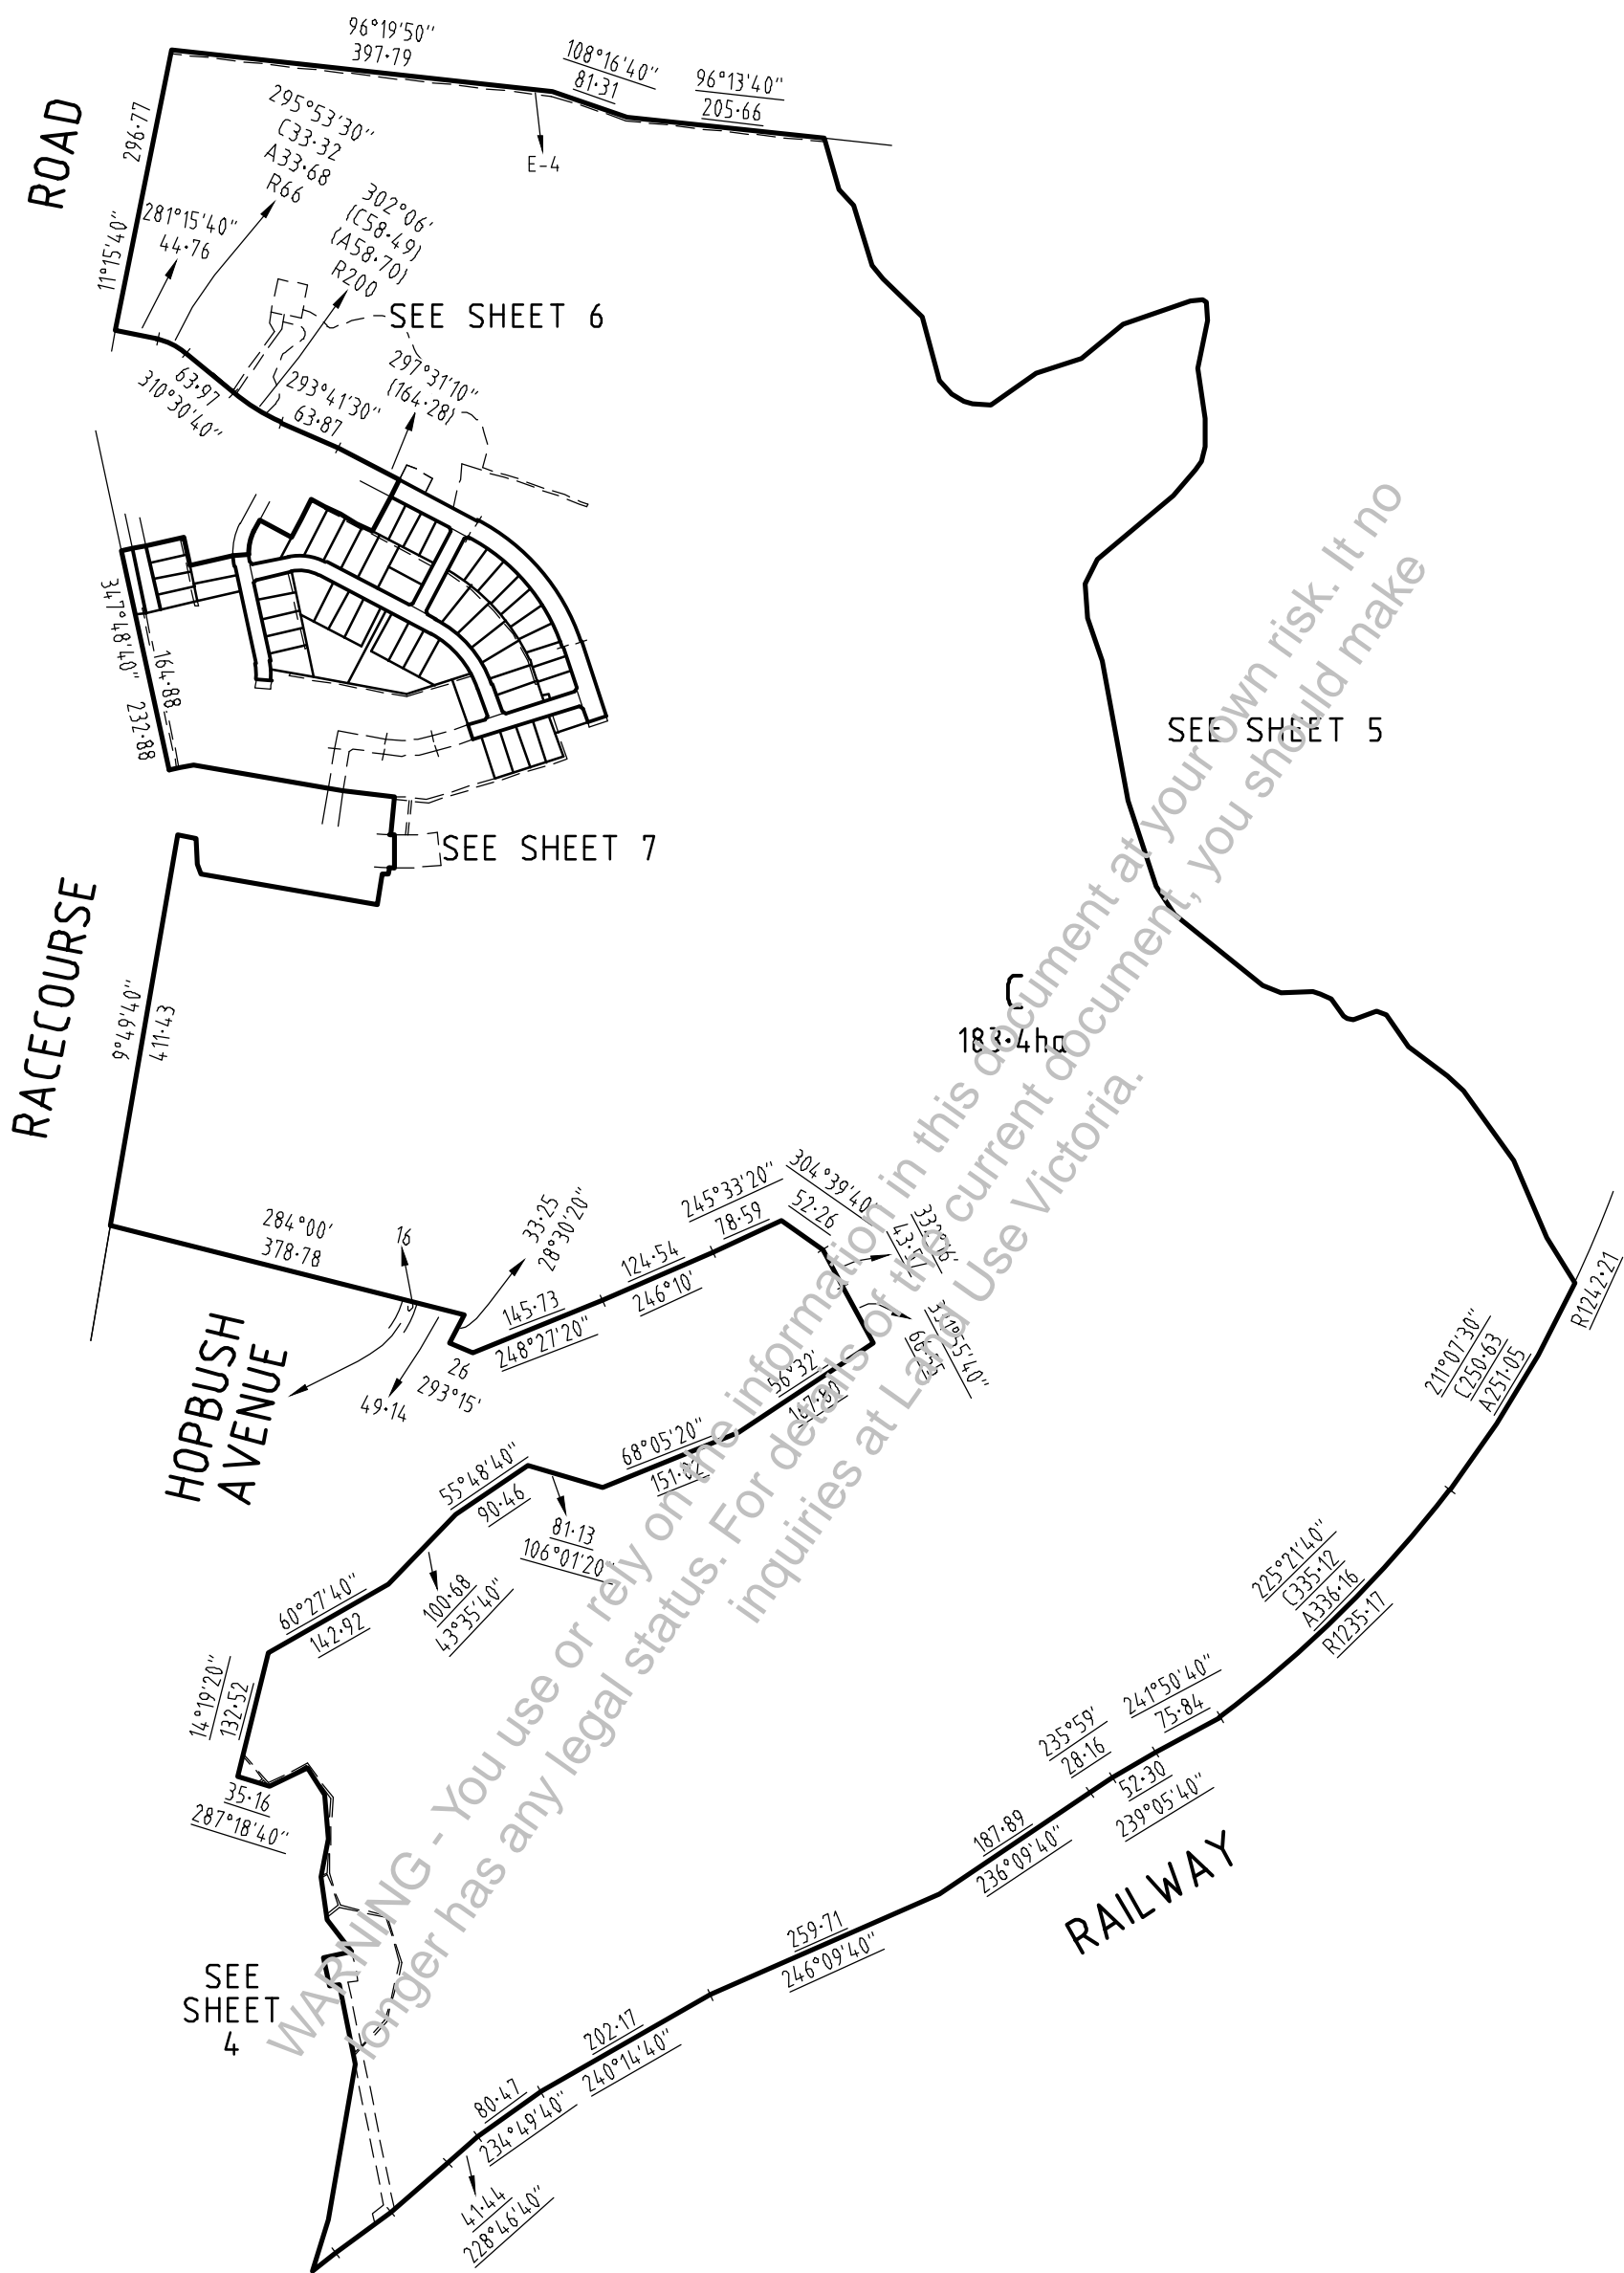 96°19'50"
397·79
108°16'40"
81·31
96°13'40"
205·66
E-4
ROAD
296·77
11°15'40"
295°53'30"
C33·32
A33·68
R66
281°15'40"
44·76
302°06'
(C58·49)
(A58·70)
R200
SEE SHEET 6
63·97
310°30'40"
293°41'30"
63·87
297°31'10"
(164·28)
347°48'40" 232·88
164·88
SEE SHEET 5
SEE SHEET 7
RACECOURSE
9°49'40"
411·43
C
183·4ha
284°00'
378·78
16
33·25
28°30'20"
145·73
248°27'20"
124·54
246°10'
245°33'20"
78·59
304°39'40"
52·26
43·57
66·55
26
293°15'
49·14
HOPBUSH
AVENUE
56°32'
68°05'20"
55°48'40"
90·46
81·13
106°01'20"
100·68
43°35'40"
60°27'40"
142·92
14°19'20"
132·52
35·16
287°18'40"
SEE
SHEET
4
R1242·21
211°07'30"
C250·63
A251·05
225°21'40"
C335·12
A336·16
R1235·17
241°50'40"
75·84
235°59'
28·16
52·30
239°05'40"
187·89
236°09'40"
RAILWAY
259·71
246°09'40"
202·17
240°14'40"
80·47
234°49'40"
41·44
228°46'40"
WARNING - You use or rely on the information in this document at your own risk. It no
longer has any legal status. For details of the current document, you should make
inquiries at Land Use Victoria.